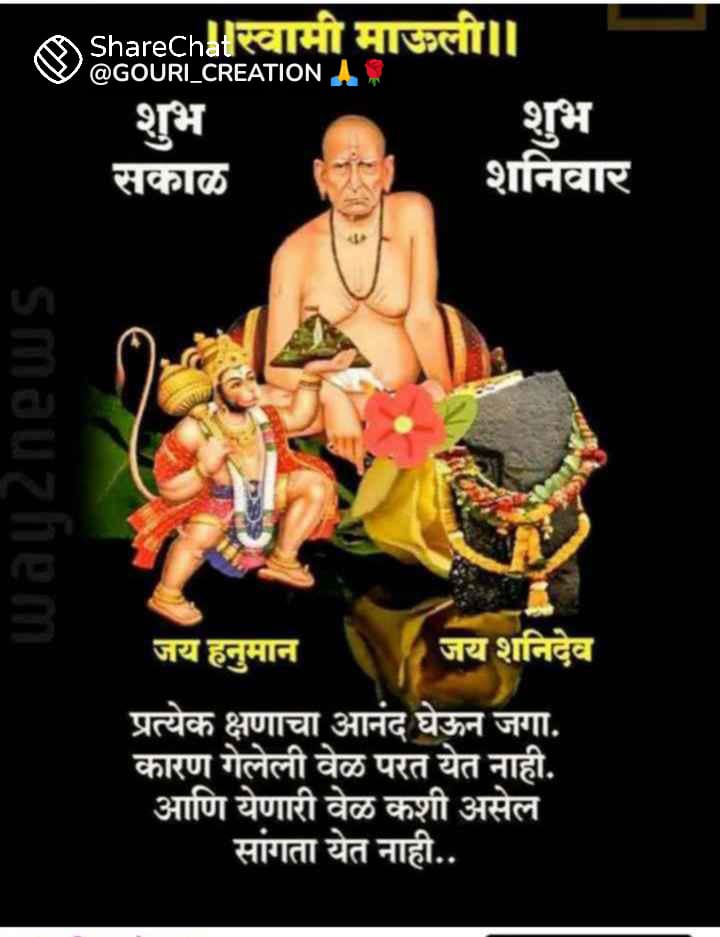 ॥स्वामी माऊली॥
ShareChat
@GOURI_CREATION 🙏🌹
शुभ
सकाळ
शुभ
शनिवार
way2news
जय हनुमान
जय शनिदेव
प्रत्येक क्षणाचा आनंद घेऊन जगा.
कारण गेलेली वेळ परत येत नाही.
आणि येणारी वेळ कशी असेल
सांगता येत नाही..